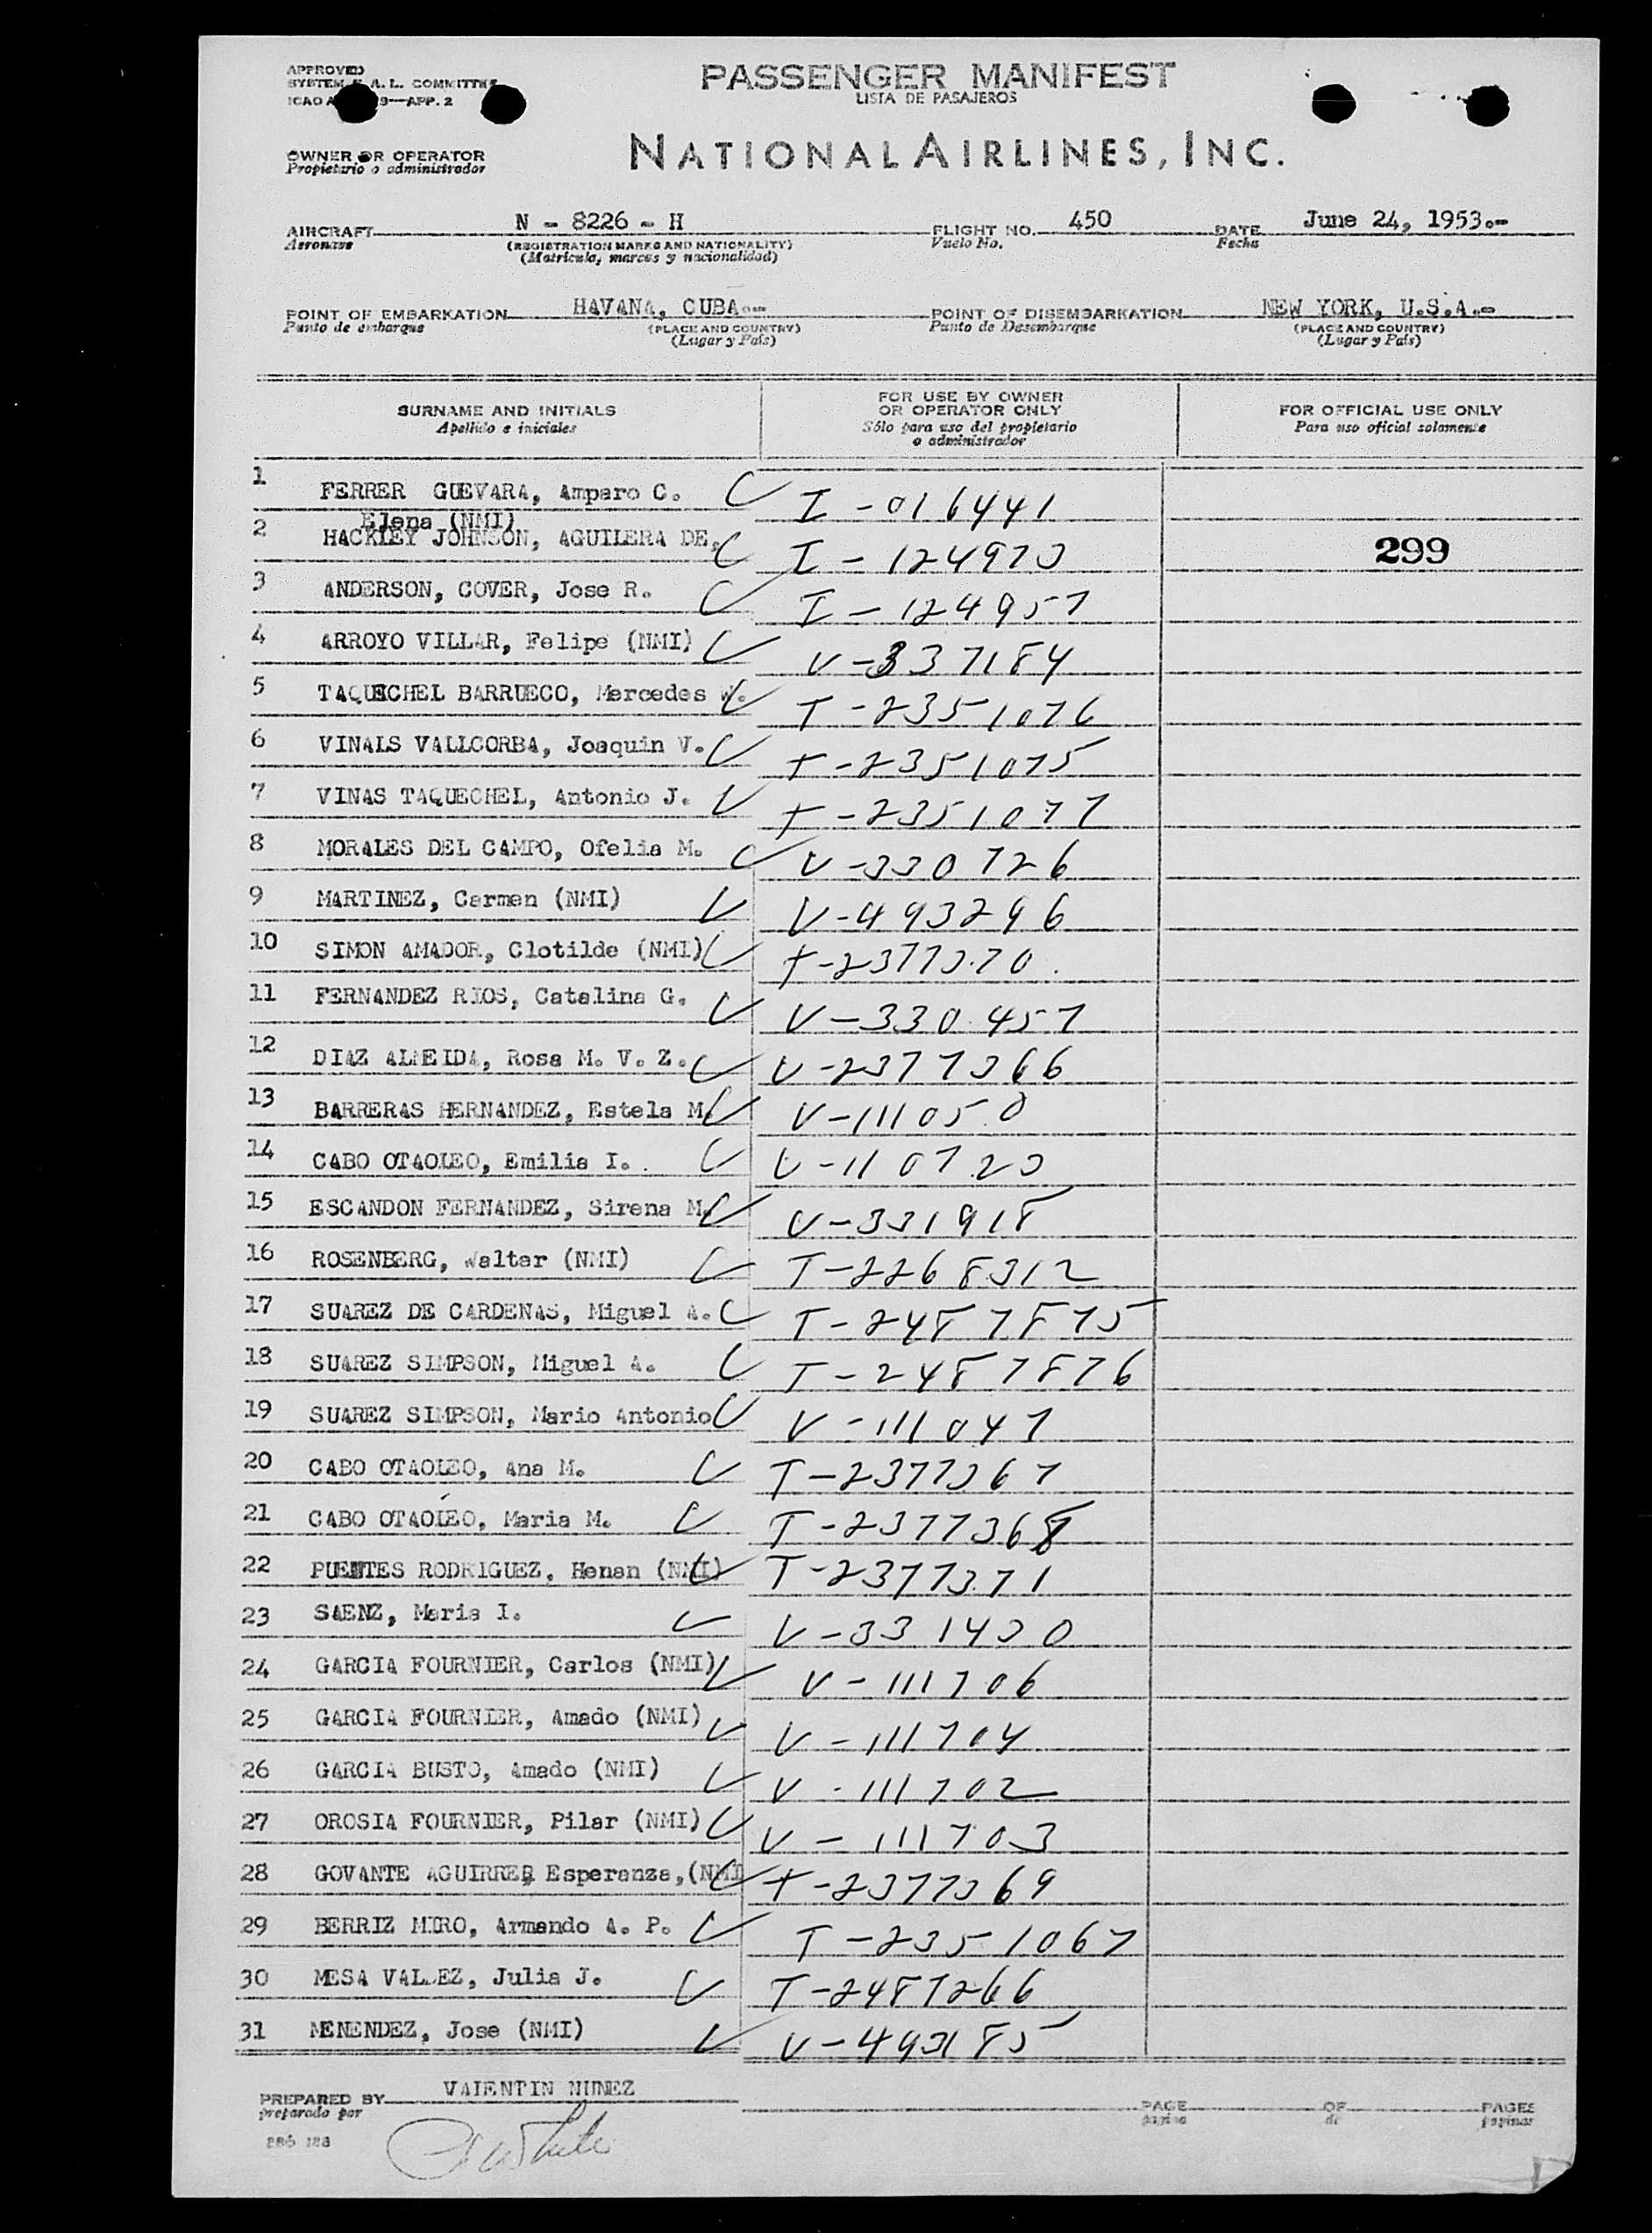 APPROVED
PASSENGER MANIFEST
LISTA DE PASAJEROS
OWNER OR OPERATOR
Propietario o administrador
NATIONAL AIRLINES, INC.
AIRCRAFT N - 8226 - H FLIGHT NO. 450 DATE June 24, 1953.-
Aeronave (REGISTRATION MARKS AND NATIONALITY) Vuelo No. Fecha
(Matricula, marcas y nacionalidad)
POINT OF EMBARKATION HAVANA, CUBA.-- POINT OF DISEMBARKATION NEW YORK, U.S.A.-
Punto de embarque (PLACE AND COUNTRY) Punto de Desembarque (PLACE AND COUNTRY)
(Lugar y País) (Lugar y País)
SURNAME AND INITIALS FOR USE BY OWNER OR OPERATOR ONLY FOR OFFICIAL USE ONLY
Apellido e iniciales Sólo para uso del propietario o administrador Para uso oficial solamente
1 FERRER GUEVARA, Amparo C. I-016441
Elena (NMI)
2 HACKLEY JOHNSON, AGUILERA DE, I-124970 299
3 ANDERSON, COVER, Jose R. I-124957
4 ARROYO VILLAR, Felipe (NMI) V-337184
5 TAQUECHEL BARRUECO, Mercedes T-2351076
6 VINALS VALLCORBA, Joaquin V. T-2351075
7 VINAS TAQUECHEL, Antonio J. T-2351077
8 MORALES DEL CAMPO, Ofelia M. V-330726
9 MARTINEZ, Carmen (NMI) V-493296
10 SIMON AMADOR, Clotilde (NMI) T-2377370
11 FERNANDEZ RIOS, Catalina G. V-330457
12 DIAZ ALMEIDA, Rosa M. V. Z. V-2377366
13 BARRERAS HERNANDEZ, Estela M. V-111050
14 CABO OTAOLEO, Emilia I. V-110723
15 ESCANDON FERNANDEZ, Sirena M. V-331918
16 ROSENBERG, Walter (NMI) T-2268312
17 SUAREZ DE CARDENAS, Miguel A. T-2487875
18 SUAREZ SIMPSON, Miguel A. T-2487876
19 SUAREZ SIMPSON, Mario Antonio V-111047
20 CABO OTAOLEO, Ana M. T-2377367
21 CABO OTAOLEO, Maria M. T-2377368
22 PUENTES RODRIGUEZ, Henan (NMI) T-2377371
23 SAENZ, Maria I. V-331430
24 GARCIA FOURNIER, Carlos (NMI) V-111706
25 GARCIA FOURNIER, Amado (NMI) V-111704
26 GARCIA BUSTO, Amado (NMI) V-111702
27 OROSIA FOURNIER, Pilar (NMI) V-111703
28 GOVANTE AGUIRRE, Esperanza, (NMI T-2377369
29 BERRIZ MIRO, Armando A. P. T-2351067
30 MESA VALDEZ, Julia J. T-2487266
31 MENENDEZ, Jose (NMI) V-493185
PREPARED BY VALENTIN NUNEZ PAGE OF PAGES
preparado por pagina de paginas